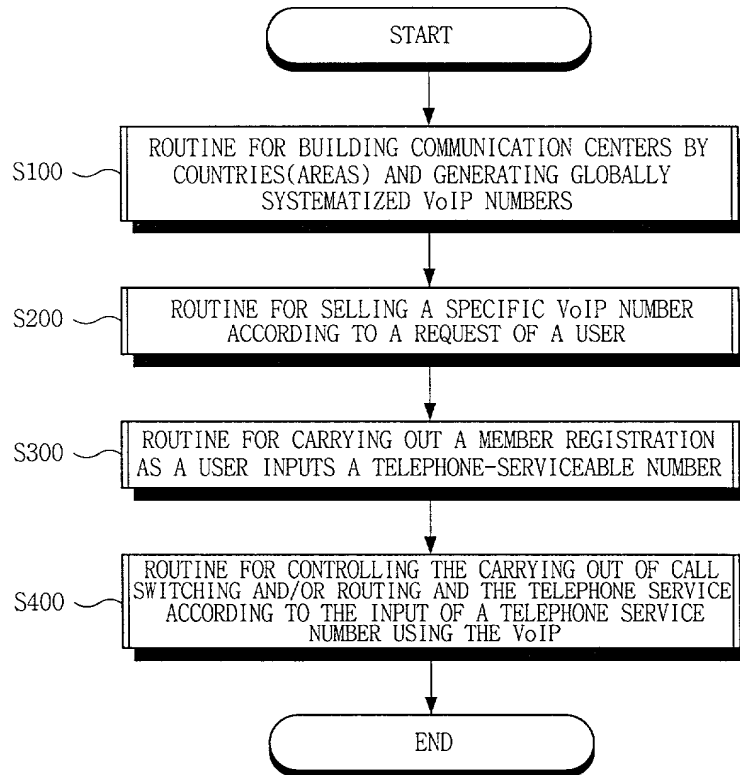 START
S100
ROUTINE FOR BUILDING COMMUNICATION CENTERS BY
COUNTRIES(AREAS) AND GENERATING GLOBALLY
SYSTEMATIZED VoIP NUMBERS
S200
ROUTINE FOR SELLING A SPECIFIC VoIP NUMBER
ACCORDING TO A REQUEST OF A USER
S300
ROUTINE FOR CARRYING OUT A MEMBER REGISTRATION
AS A USER INPUTS A TELEPHONE-SERVICEABLE NUMBER
S400
ROUTINE FOR CONTROLLING THE CARRYING OUT OF CALL
SWITCHING AND/OR ROUTING AND THE TELEPHONE SERVICE
ACCORDING TO THE INPUT OF A TELEPHONE SERVICE
NUMBER USING THE VoIP
END